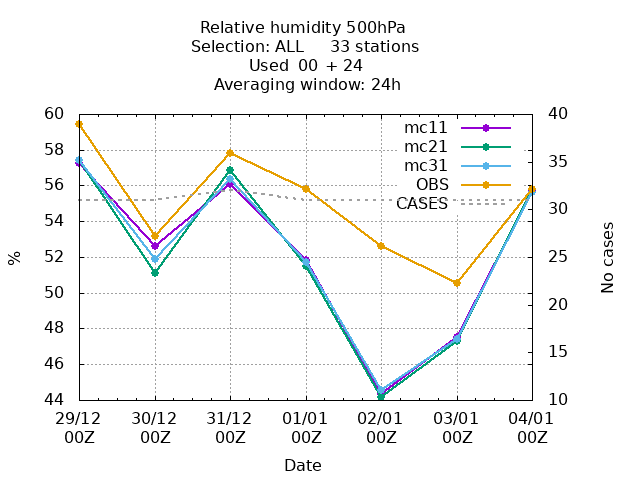 Relative humidity 500hPa
Selection: ALL 33 stations
Used 00 + 24
Averaging window: 24h
60 40
58 35
56 30
54
52 25
50 20
48
46 15
44 10
mc11
mc21
mc31
OBS
CASES
%
No cases
29/12 30/12 31/12 01/01 02/01 03/01 04/01
00Z 00Z 00Z 00Z 00Z 00Z 00Z
Date